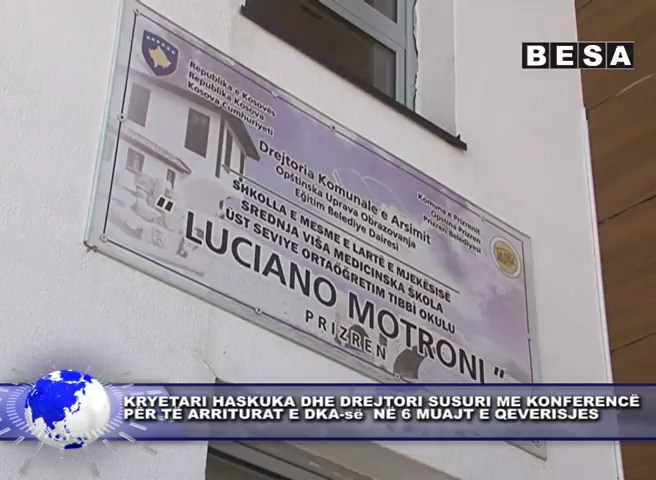 BESA
Republika e Kosovës
Republika Kosova
Kosova Cumhuriyeti
Drejtoria Komunale e Arsimit
Opštinska Uprava Obrazovanja
Eğitim Belediye Dairesi
Komuna e Prizrenit
Opština Prizren
Prizren Belediyesi
SHKOLLA E MESME E LARTË E MJEKËSISË
SREDNJA VIŠA MEDICINSKA ŠKOLA
ÜST SEVIYE ORTAÖĞRETIM TIBBİ OKULU
" LUCIANO MOTRONI "
PRIZREN
KRYETARI HASKUKA DHE DREJTORI SUSURI ME KONFERENCË
PËR TË ARRITURAT E DKA-së NË 6 MUAJT E QEVERISJES